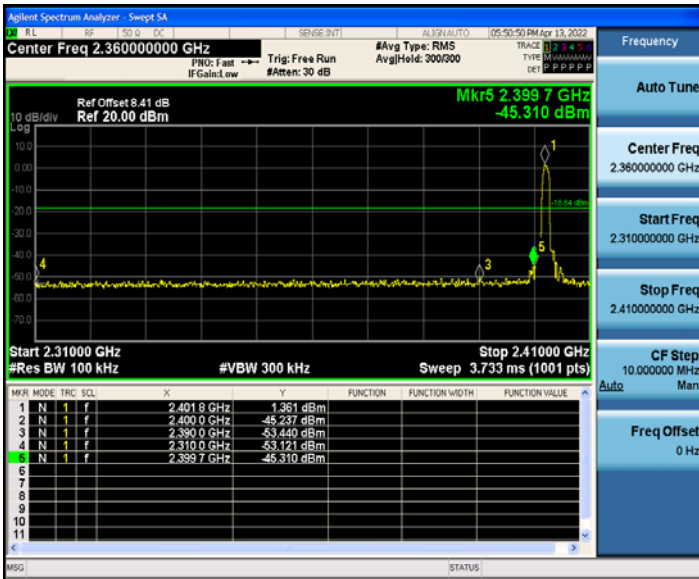 Agilent Spectrum Analyzer - Swept SA
RL RF 50 Ω DC SENSE:INT ALIGN AUTO 05:50:50 PM Apr 13, 2022
Center Freq 2.360000000 GHz
PNO: Fast
IFGain:Low
Trig: Free Run
#Atten: 30 dB
#Avg Type: RMS
Avg|Hold: 300/300
TRACE 1 2 3 4 5 6
TYPE M
DET P P P P P P
Ref Offset 8.41 dB
10 dB/div Ref 20.00 dBm
Log
Mkr5 2.399 7 GHz
-45.310 dBm
10.0
0.00
-10.0
-20.0
-30.0
-40.0
-50.0
-60.0
-70.0
1
-18.64 dBm
5
3
4
Start 2.31000 GHz Stop 2.41000 GHz
#Res BW 100 kHz #VBW 300 kHz Sweep 3.733 ms (1001 pts)
MKR MODE TRC SCL X Y FUNCTION FUNCTION WIDTH FUNCTION VALUE
1 N 1 f 2.401 8 GHz 1.361 dBm
2 N 1 f 2.400 0 GHz -45.237 dBm
3 N 1 f 2.390 0 GHz -53.440 dBm
4 N 1 f 2.310 0 GHz -53.121 dBm
5 N 1 f 2.399 7 GHz -45.310 dBm
6
7
8
9
10
11
MSG STATUS
Frequency
Auto Tune
Center Freq
2.360000000 GHz
Start Freq
2.310000000 GHz
Stop Freq
2.410000000 GHz
CF Step
10.000000 MHz
Auto Man
Freq Offset
0 Hz